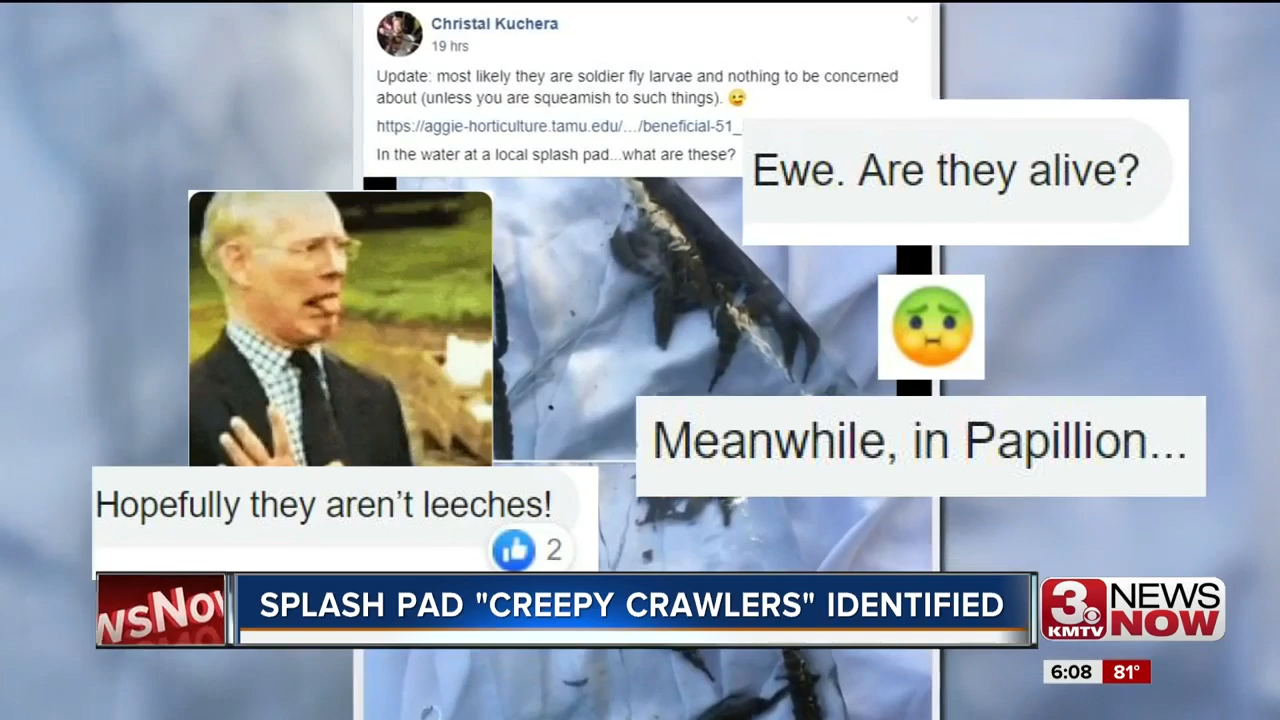 Christal Kuchera
19 hrs
Update: most likely they are soldier fly larvae and nothing to be concerned
about (unless you are squeamish to such things). 😜
https://aggie-horticulture.tamu.edu/.../beneficial-51_
In the water at a local splash pad...what are these?
Ewe. Are they alive?
Meanwhile, in Papillion...
Hopefully they aren't leeches!
2
WSNOW
SPLASH PAD "CREEPY CRAWLERS" IDENTIFIED
3
KMTV
NEWS
NOW
6:08 81°